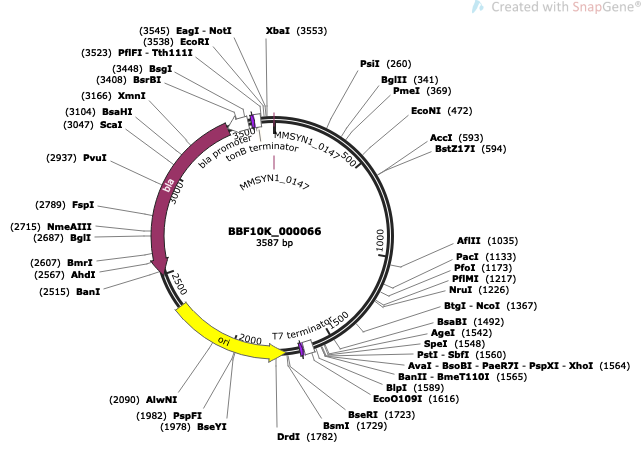 Created with SnapGene®
(3545) EagI - NotI
(3538) EcoRI
(3523) PflFI - Tth111I
(3448) BsgI
(3408) BsrBI
(3166) XmnI
(3104) BsaHI
(3047) ScaI
(2937) PvuI
(2789) FspI
(2715) NmeAIII
(2687) BglI
(2607) BmrI
(2567) AhdI
(2515) BanI
XbaI (3553)
PsiI (260)
BglII (341)
PmeI (369)
EcoNI (472)
AccI (593)
BstZ17I (594)
AflII (1035)
PacI (1133)
PfoI (1173)
PflMI (1217)
NruI (1226)
BtgI - NcoI (1367)
BsaBI (1492)
AgeI (1542)
SpeI (1548)
PstI - SbfI (1560)
AvaI - BsoBI - PaeR7I - PspXI - XhoI (1564)
BanII - BmeT110I (1565)
BlpI (1589)
EcoO109I (1616)
BseRI (1723)
BsmI (1729)
DrdI (1782)
(2090) AlwNI
(1982) PspFI
(1978) BseYI
3500
bla promoter
tonB terminator
MMSYN1_0147
MMSYN1_0147
500
1000
1500
2000
2500
3000
bla
ori
T7 terminator
BBF10K_000066
3587 bp